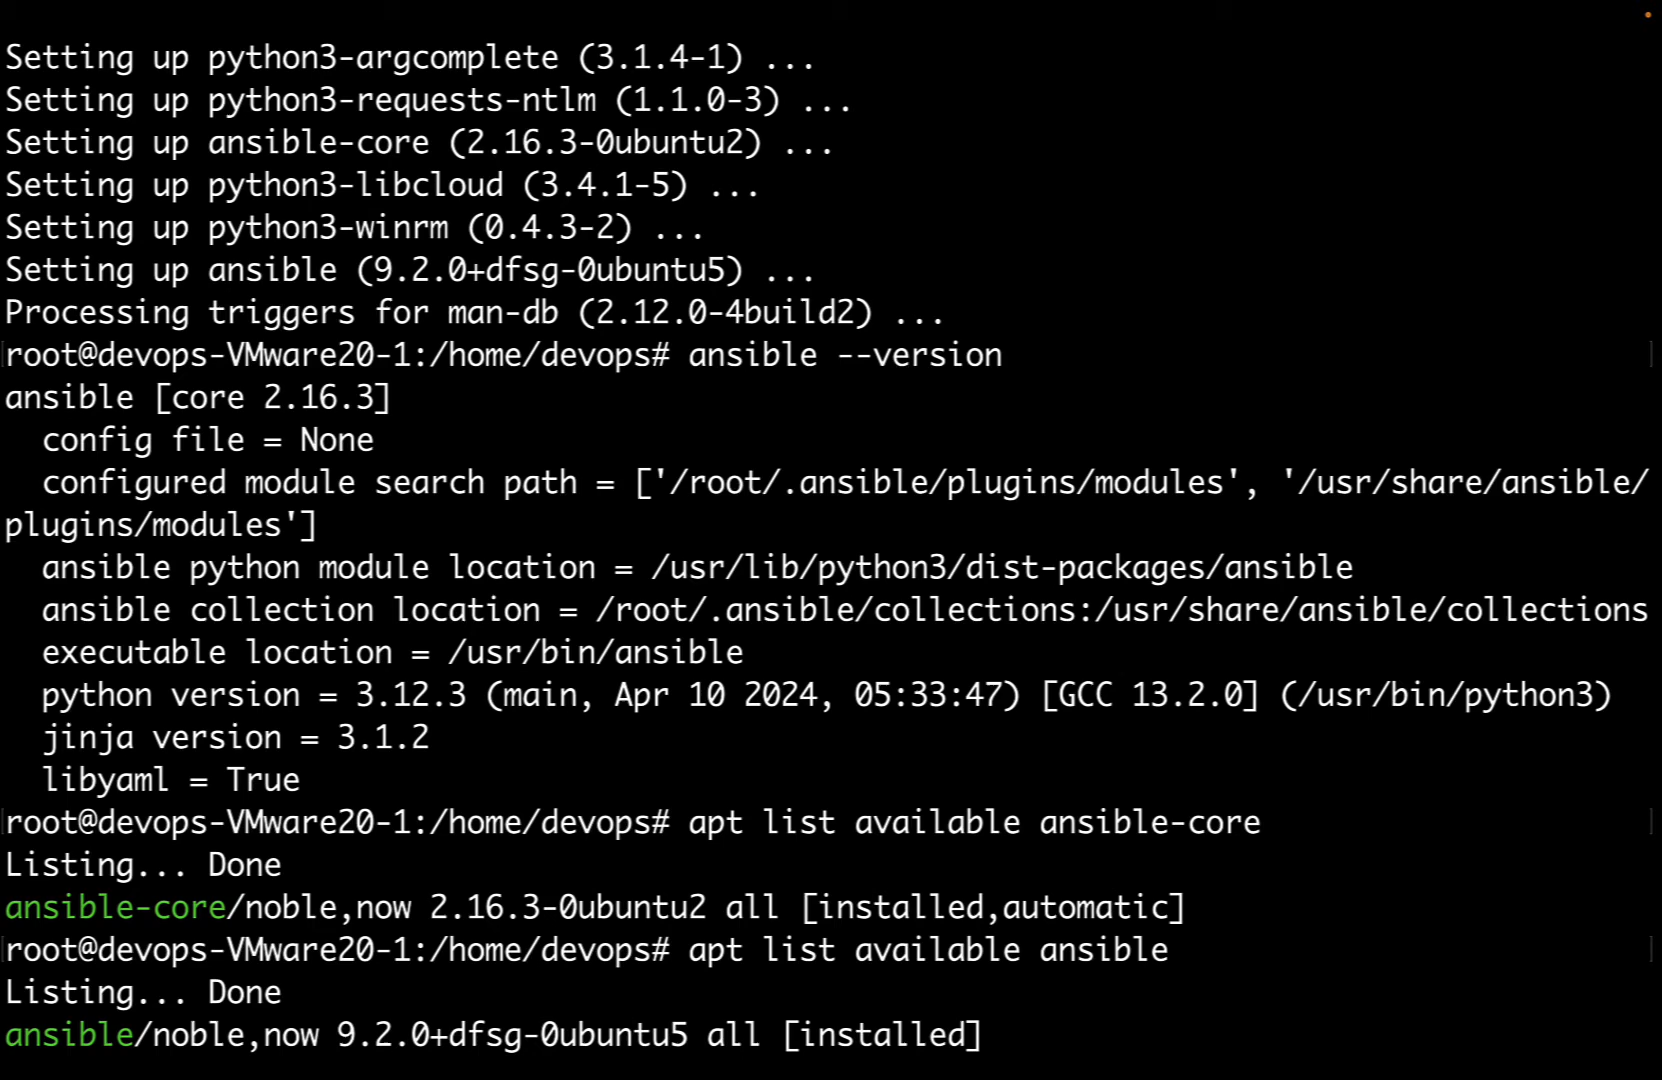 Setting up python3-argcomplete (3.1.4-1) ...
Setting up python3-requests-ntlm (1.1.0-3) ...
Setting up ansible-core (2.16.3-0ubuntu2) ...
Setting up python3-libcloud (3.4.1-5) ...
Setting up python3-winrm (0.4.3-2) ...
Setting up ansible (9.2.0+dfsg-0ubuntu5) ...
Processing triggers for man-db (2.12.0-4build2) ...
root@devops-VMware20-1:/home/devops# ansible --version
ansible [core 2.16.3]
  config file = None
  configured module search path = ['/root/.ansible/plugins/modules', '/usr/share/ansible/
plugins/modules']
  ansible python module location = /usr/lib/python3/dist-packages/ansible
  ansible collection location = /root/.ansible/collections:/usr/share/ansible/collections
  executable location = /usr/bin/ansible
  python version = 3.12.3 (main, Apr 10 2024, 05:33:47) [GCC 13.2.0] (/usr/bin/python3)
  jinja version = 3.1.2
  libyaml = True
root@devops-VMware20-1:/home/devops# apt list available ansible-core
Listing... Done
ansible-core/noble,now 2.16.3-0ubuntu2 all [installed,automatic]
root@devops-VMware20-1:/home/devops# apt list available ansible
Listing... Done
ansible/noble,now 9.2.0+dfsg-0ubuntu5 all [installed]